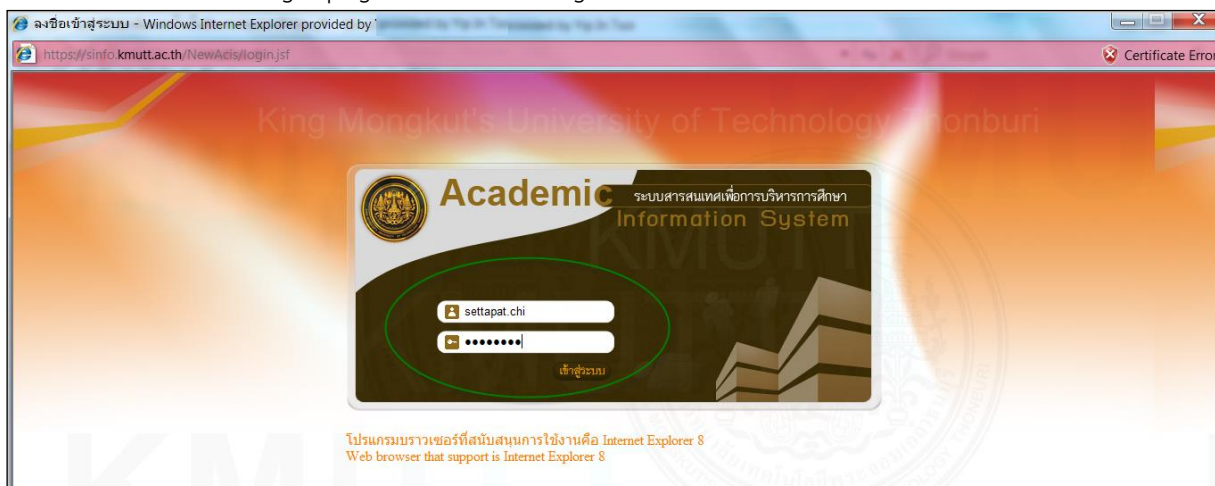 ลงชื่อเข้าสู่ระบบ - Windows Internet Explorer provided by
https://sinfo.kmutt.ac.th/NewAcis/login.jsf
Certificate Error
King Mongkut's University of Technology Thonburi
Academic
ระบบสารสนเทศเพื่อการบริหารการศึกษา
Information System
KMUTT
settapat.chi
••••••••
เข้าสู่ระบบ
โปรแกรมบราวเซอร์ที่สนับสนุนการใช้งานคือ Internet Explorer 8
Web browser that support is Internet Explorer 8